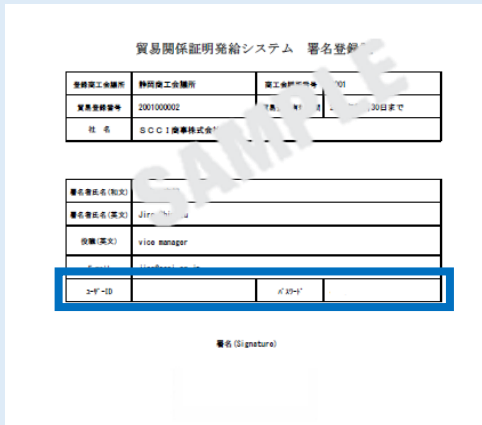 貿易関係証明発給システム 署名登録
登録商工会議所 静岡商工会議所 商工会議所番号 001
貿易登録番号 2001000002 30日まで
社 名 SCCI商事株式会
署名者氏名(和文)
署名者氏名(英文) Jiro
役職(英文) vice manager
ユーザーID パスワード
署名(Signature)
SAMPLE